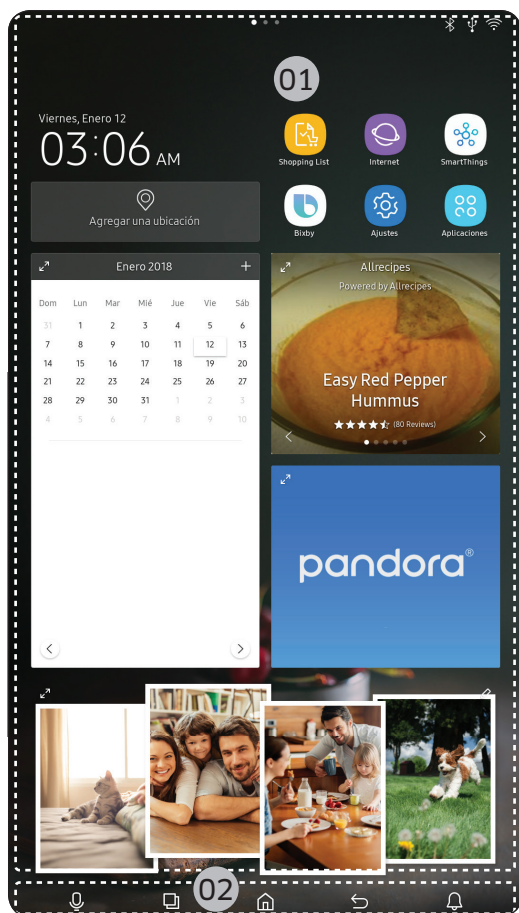 01
Viernes, Enero 12
03:06 AM
Shopping List
Internet
SmartThings
Agregar una ubicación
Bixby
Ajustes
Aplicaciones
Enero 2018
+
Dom Lun Mar Mié Jue Vie Sáb
31 1 2 3 4 5 6
7 8 9 10 11 12 13
14 15 16 17 18 19 20
21 22 23 24 25 26 27
28 29 30 31 1 2 3
4 5 6 7 8 9 10
Allrecipes
Powered by Allrecipes
Easy Red Pepper
Hummus
(80 Reviews)
pandora®
02